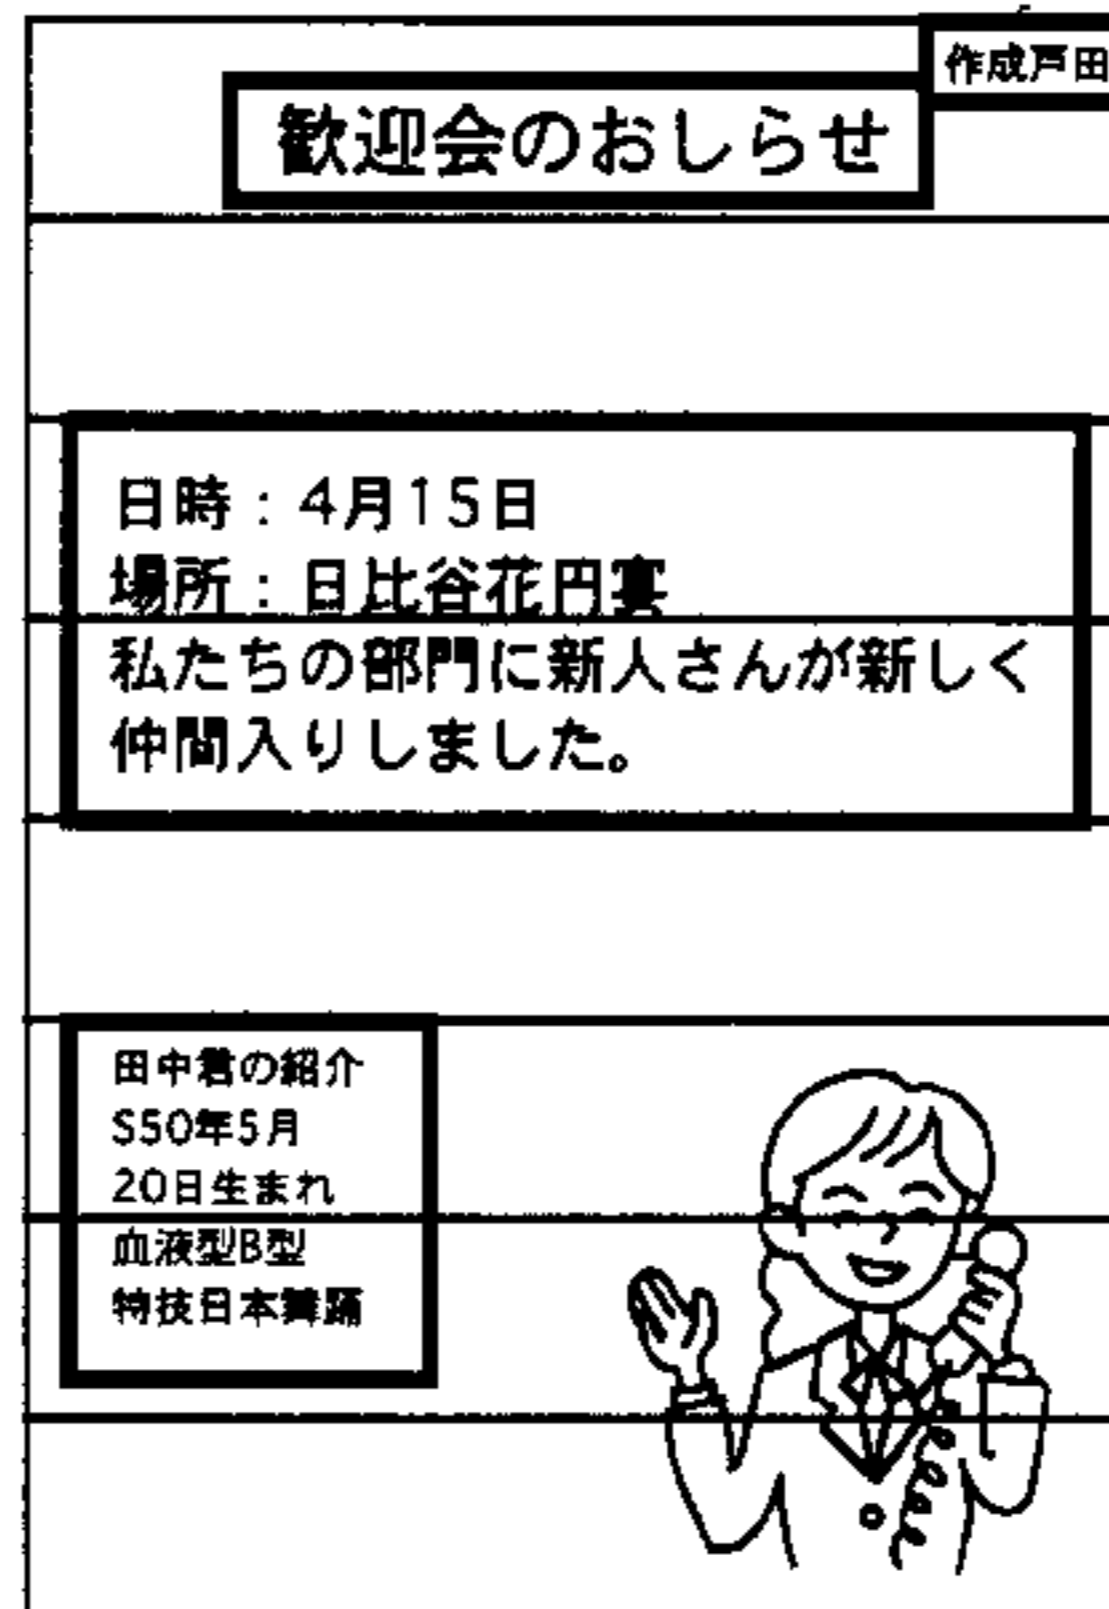 作成戸田
歓迎会のおしらせ
日時：4月15日
場所：日比谷花円宴
私たちの部門に新人さんが新しく
仲間入りしました。
田中君の紹介
S50年5月
20日生まれ
血液型B型
特技日本舞踊